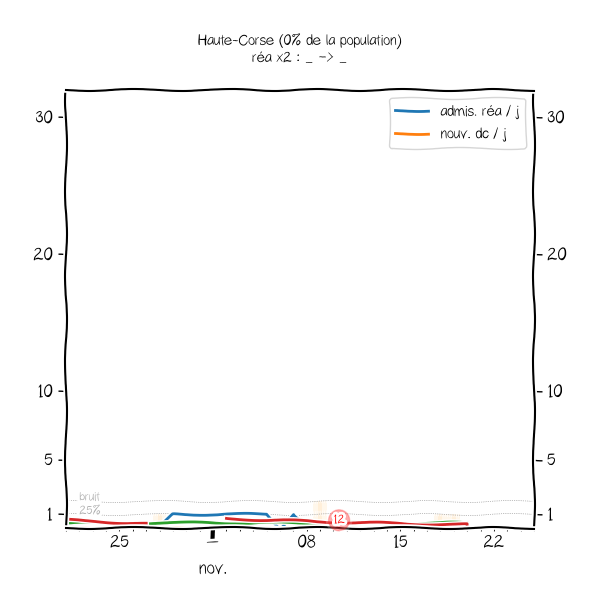 Haute-Corse (0% de la population)
réa x2 : _ -> _
admis. réa / j
nouv. dc / j
30
30
20
20
10
10
5
5
... bruit
25%
1
1
12
25
08
15
22
nov.